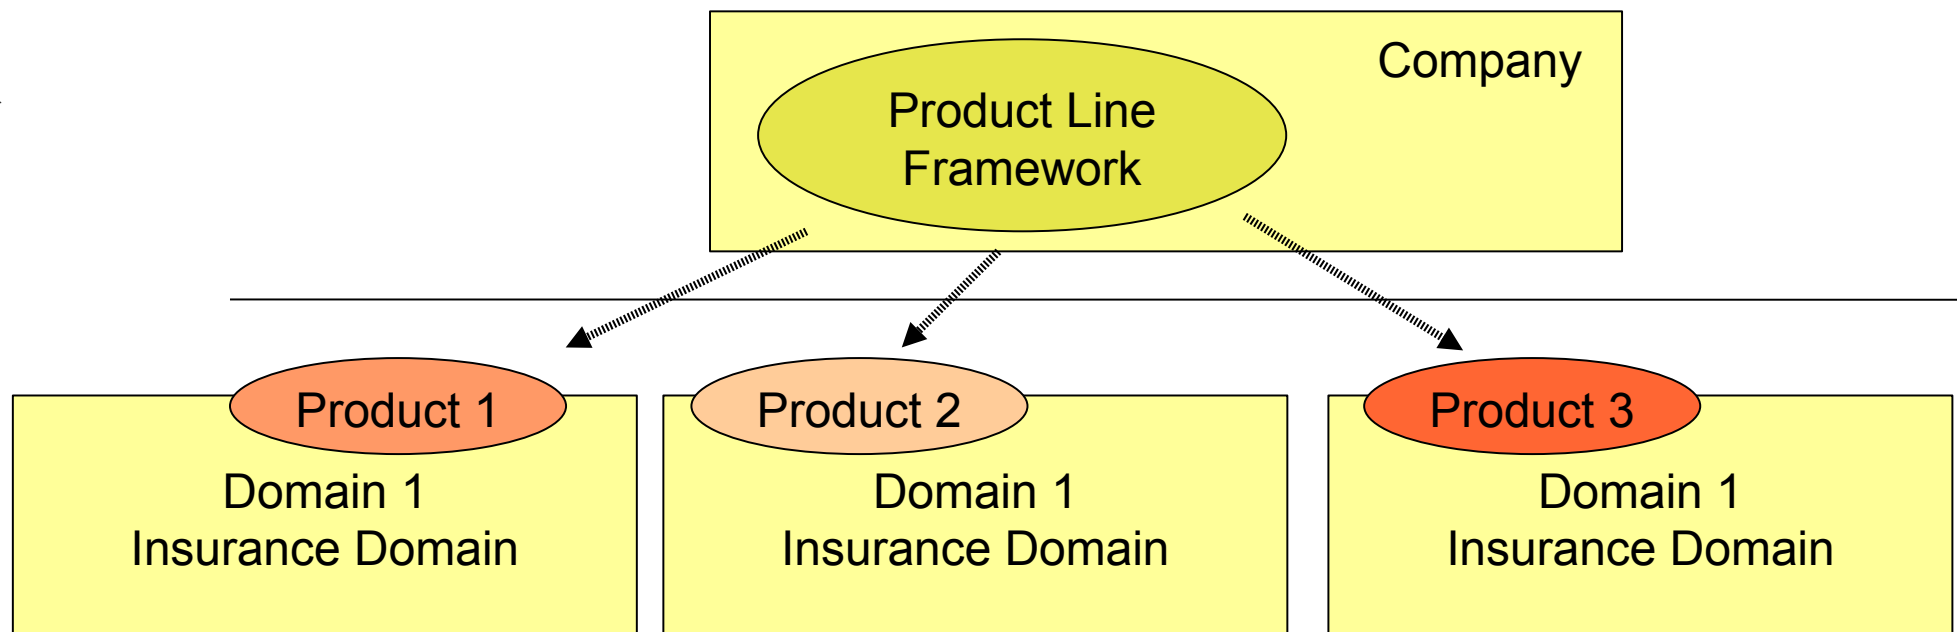 Company
Product Line
Framework
Product 1
Product 2
Product 3
Domain 1
Insurance Domain
Domain 1
Insurance Domain
Domain 1
Insurance Domain